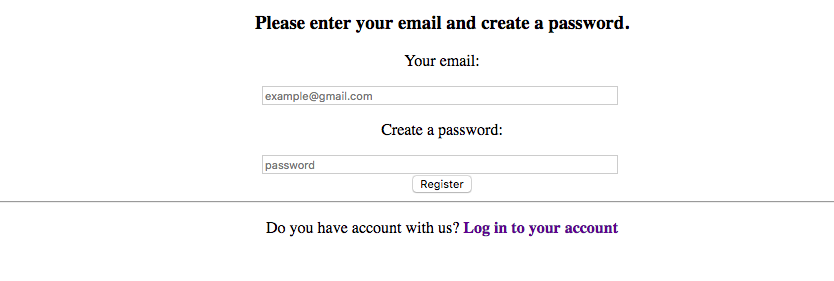 Please enter your email and create a password.
Your email:
example@gmail.com
Create a password:
password
Register
Do you have account with us? Log in to your account